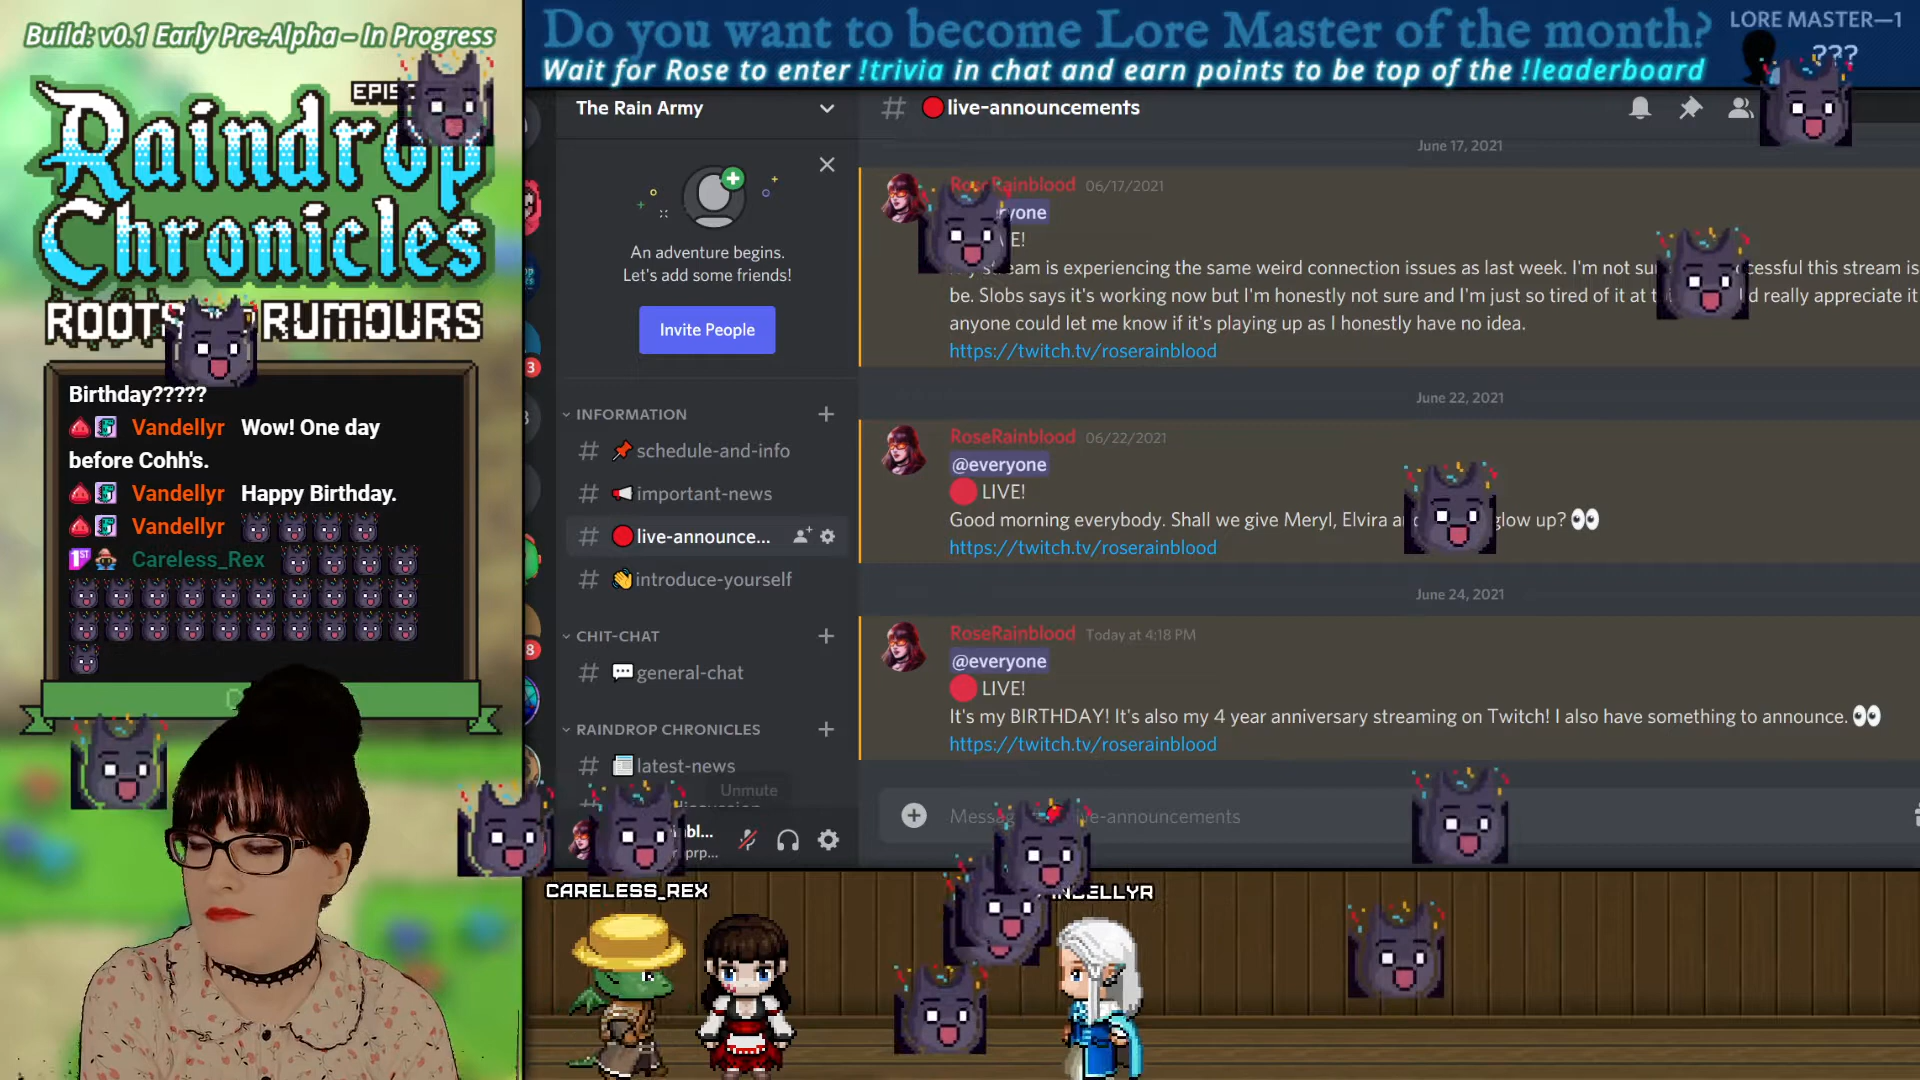 Build: v0.1 Early Pre-Alpha – In Progress
Raindrop
Chronicles
RUMOURS
Birthday?????
Vandellyr Wow! One day
before Cohh's.
Vandellyr Happy Birthday.
Vandellyr
Careless_Rex
Do you want to become Lore Master of the month?
Wait for Rose to enter !trivia in chat and earn points to be top of the !leaderboard
LORE MASTER—1
???
The Rain Army
An adventure begins.
Let's add some friends!
Invite People
INFORMATION
# schedule-and-info
# important-news
# live-announce...
# introduce-yourself
CHIT-CHAT
# general-chat
RAINDROP CHRONICLES
# latest-news
Unmute
3
8
# live-announcements
June 17, 2021
RoseRainblood 06/17/2021
stream is experiencing the same weird connection issues as last week. I'm not this stream is
be. Slobs says it's working now but I'm honestly not sure and I'm just so tired of it at really appreciate it
anyone could let me know if it's playing up as I honestly have no idea.
https://twitch.tv/roserainblood
June 22, 2021
RoseRainblood 06/22/2021
@everyone
LIVE!
Good morning everybody. Shall we give Meryl, Elvira glow up?
https://twitch.tv/roserainblood
June 24, 2021
RoseRainblood Today at 4:18 PM
@everyone
LIVE!
It's my BIRTHDAY! It's also my 4 year anniversary streaming on Twitch! I also have something to announce.
https://twitch.tv/roserainblood
CARELESS_REX